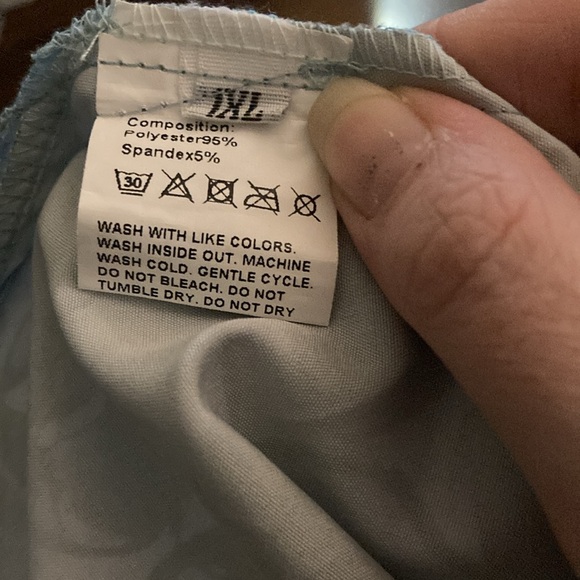 1XL
Composition:
Polyester95%
Spandex5%
30
WASH WITH LIKE COLORS.
WASH INSIDE OUT. MACHINE
WASH COLD. GENTLE CYCLE.
DO NOT BLEACH. DO NOT
TUMBLE DRY. DO NOT DRY